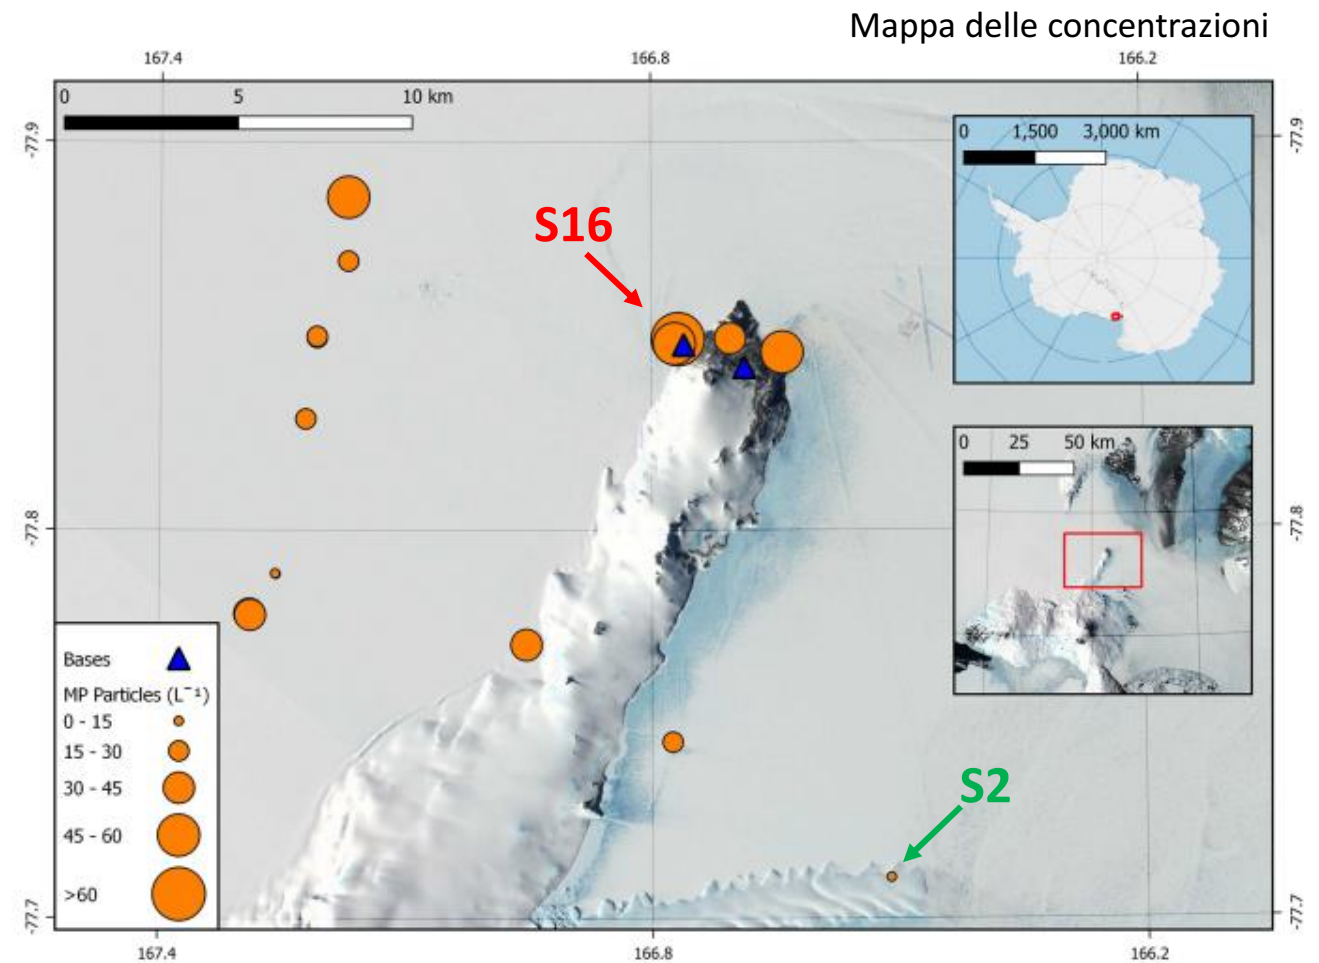 Mappa delle concentrazioni
167.4 166.8 166.2
0 5 10 km
-77.9
-77.9
0 1,500 3,000 km
S16
0 25 50 km
-77.8
-77.8
Bases
MP Particles (L⁻¹)
0 - 15
15 - 30
30 - 45
45 - 60
>60
S2
-77.7
-77.7
167.4 166.8 166.2